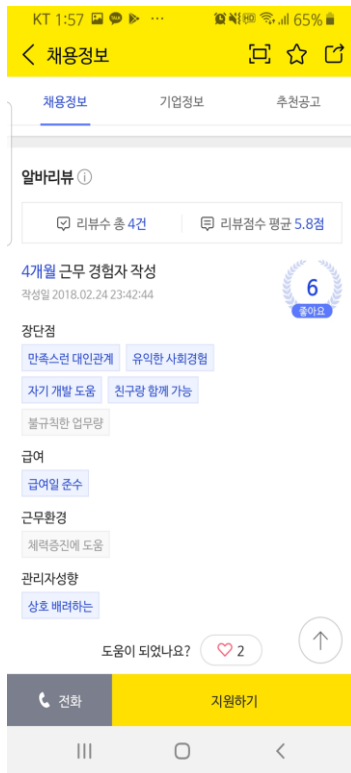 KT 1:57 65%
채용정보
채용정보 기업정보 추천공고
알바리뷰
리뷰수 총 4건 리뷰점수 평균 5.8점
4개월 근무 경험자 작성
작성일 2018.02.24 23:42:44
6
좋아요
장단점
만족스런 대인관계 유익한 사회경험
자기 개발 도움 친구랑 함께 가능
불규칙한 업무량
급여
급여일 준수
근무환경
체력증진에 도움
관리자성향
상호 배려하는
도움이 되었나요? 2
전화 지원하기